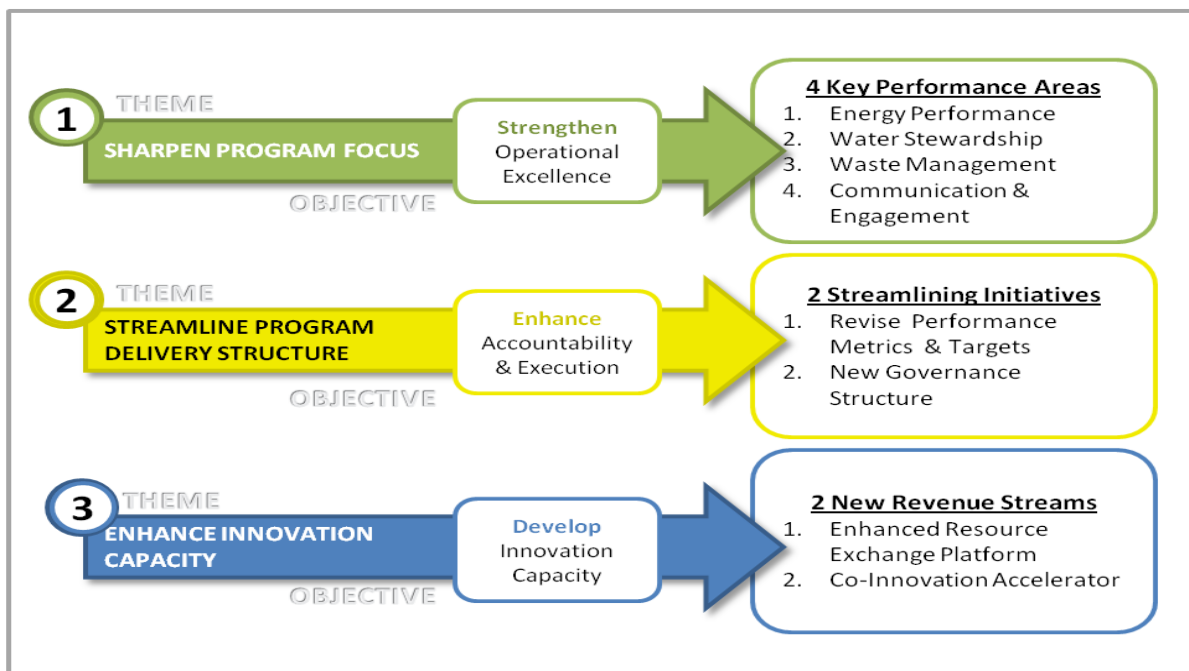 1
THEME
SHARPEN PROGRAM FOCUS
OBJECTIVE
Strengthen
Operational
Excellence
4 Key Performance Areas
1. Energy Performance
2. Water Stewardship
3. Waste Management
4. Communication &
Engagement
2
THEME
STREAMLINE PROGRAM
DELIVERY STRUCTURE
OBJECTIVE
Enhance
Accountability
& Execution
2 Streamlining Initiatives
1. Revise Performance
Metrics & Targets
2. New Governance
Structure
3
THEME
ENHANCE INNOVATION
CAPACITY
OBJECTIVE
Develop
Innovation
Capacity
2 New Revenue Streams
1. Enhanced Resource
Exchange Platform
2. Co-Innovation Accelerator